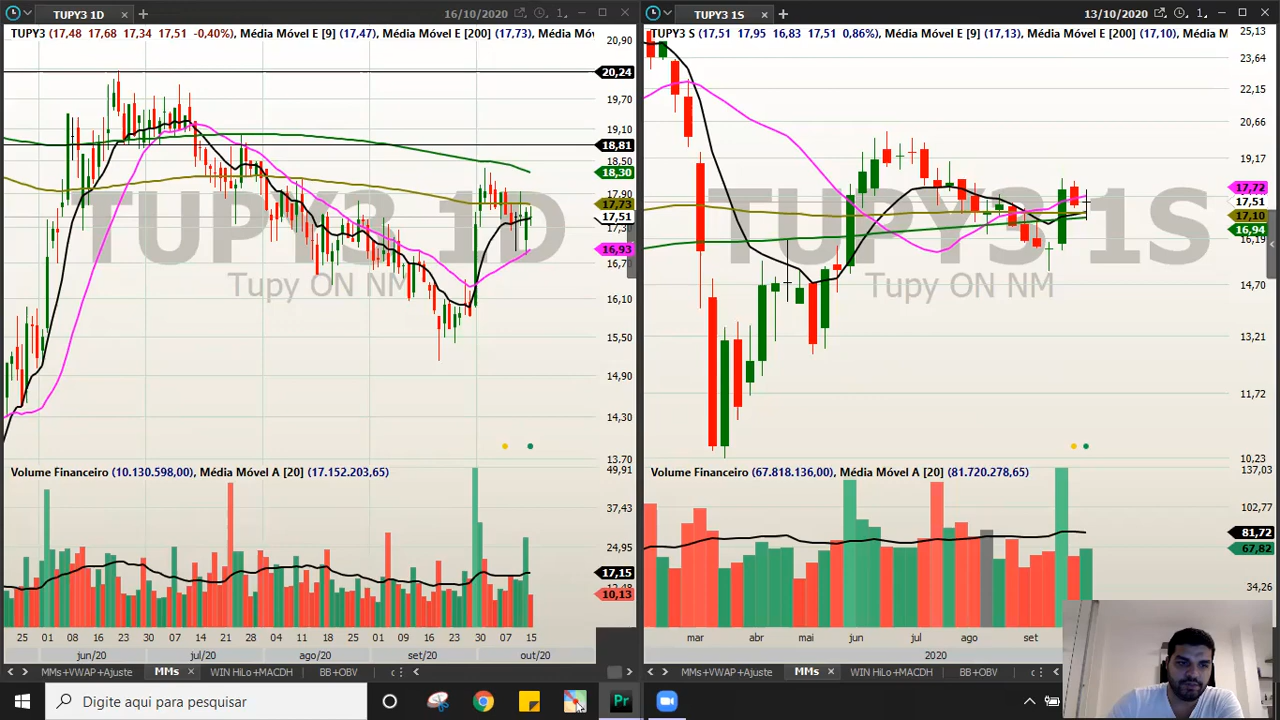 TUPY3 1D
16/10/2020
1
TUPY3 (17,48 17,68 17,34 17,51 -0,40%), Média Móvel E [9] (17,47), Média Móvel E [200] (17,73), Média Mó
20,90
20,24
19,70
19,10
18,81
18,50
18,30
17,90
17,73
17,51
17,30
16,93
16,70
16,10
15,50
14,90
14,30
13,70
TUPY3 1D
Tupy ON NM
Volume Financeiro (10.130.598,00), Média Móvel A [20] (17.152.203,65)
49,91
37,43
24,95
17,15
12,48
10,13
25 01 08 16 23 30 07 14 21 28 04 11 18 25 01 09 16 23 30 07 15
jun/20 jul/20 ago/20 set/20 out/20
MMs+VWAP+Ajuste MMs WIN HiLo+MACDH BB+OBV
TUPY3 1S
13/10/2020
1
TUPY3 S (17,51 17,95 16,83 17,51 0,86%), Média Móvel E [9] (17,13), Média Móvel E [200] (17,10), Média M
25,13
23,64
22,15
20,66
19,17
17,72
17,51
17,10
16,94
16,19
14,70
13,21
11,72
10,23
TUPY3 1S
Tupy ON NM
Volume Financeiro (67.818.136,00), Média Móvel A [20] (81.720.278,65)
137,03
102,77
81,72
67,82
34,26
mar abr mai jun jul ago set
2020
MMs+VWAP+Ajuste MMs WIN HiLo+MACDH BB+OBV
Digite aqui para pesquisar
Pr